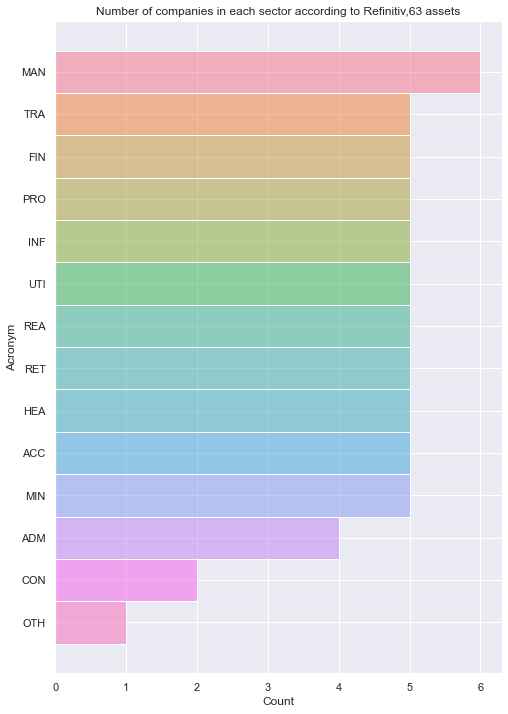 Number of companies in each sector according to Refinitiv,63 assets
MAN
TRA
FIN
PRO
INF
UTI
REA
RET
HEA
ACC
MIN
ADM
CON
OTH
Acronym
0 1 2 3 4 5 6
Count